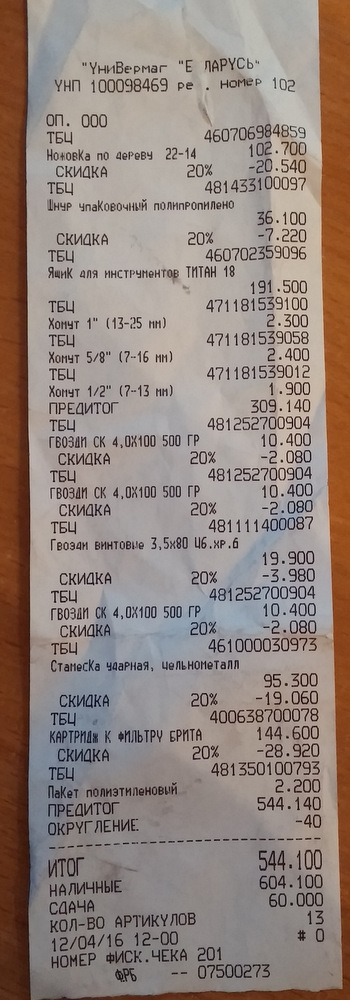 "УниВермаг "Е ЛАРУСЬ"
УНП 100098469 ре . номер 102
ОП. 000
ТБЦ 460706984859
НожовКа по дереву 22-14 102.700
СКИДКА 20% -20.540
ТБЦ 481433100097
Шнур упаКовочный полипропилено
36.100
СКИДКА 20% -7.220
ТБЦ 460702359096
ЯщиК для инструментов ТИТАН 18
191.500
ТБЦ 471181539100
Хомут 1" (13-25 мм) 2.300
ТБЦ 471181539058
Хомут 5/8" (7-16 мм) 2.400
ТБЦ 471181539012
Хомут 1/2" (7-13 мм) 1.900
ПРЕДИТОГ 309.140
ТБЦ 481252700904
ГВОЗДИ СК 4,0Х100 500 ГР 10.400
СКИДКА 20% -2.080
ТБЦ 481252700904
ГВОЗДИ СК 4,0Х100 500 ГР 10.400
СКИДКА 20% -2.080
ТБЦ 481111400087
Гвозди винтовые 3,5х80 Цб.хр.б
19.900
СКИДКА 20% -3.980
ТБЦ 481252700904
ГВОЗДИ СК 4,0Х100 500 ГР 10.400
СКИДКА 20% -2.080
ТБЦ 461000030973
СтамесКа ударная, цельнометалл
95.300
СКИДКА 20% -19.060
ТБЦ 400638700078
КАРТРИДЖ К ФИЛЬТРУ БРИТА 144.600
СКИДКА 20% -28.920
ТБЦ 481350100793
ПаКет полиэтиленовый 2.200
ПРЕДИТОГ 544.140
ОКРУГЛЕНИЕ -40
ИТОГ 544.100
НАЛИЧНЫЕ 604.100
СДАЧА 60.000
КОЛ-ВО АРТИКУЛОВ 13
12/04/16 12-00 # 0
НОМЕР ФИСК.ЧЕКА 201
ФРБ -- 07500273